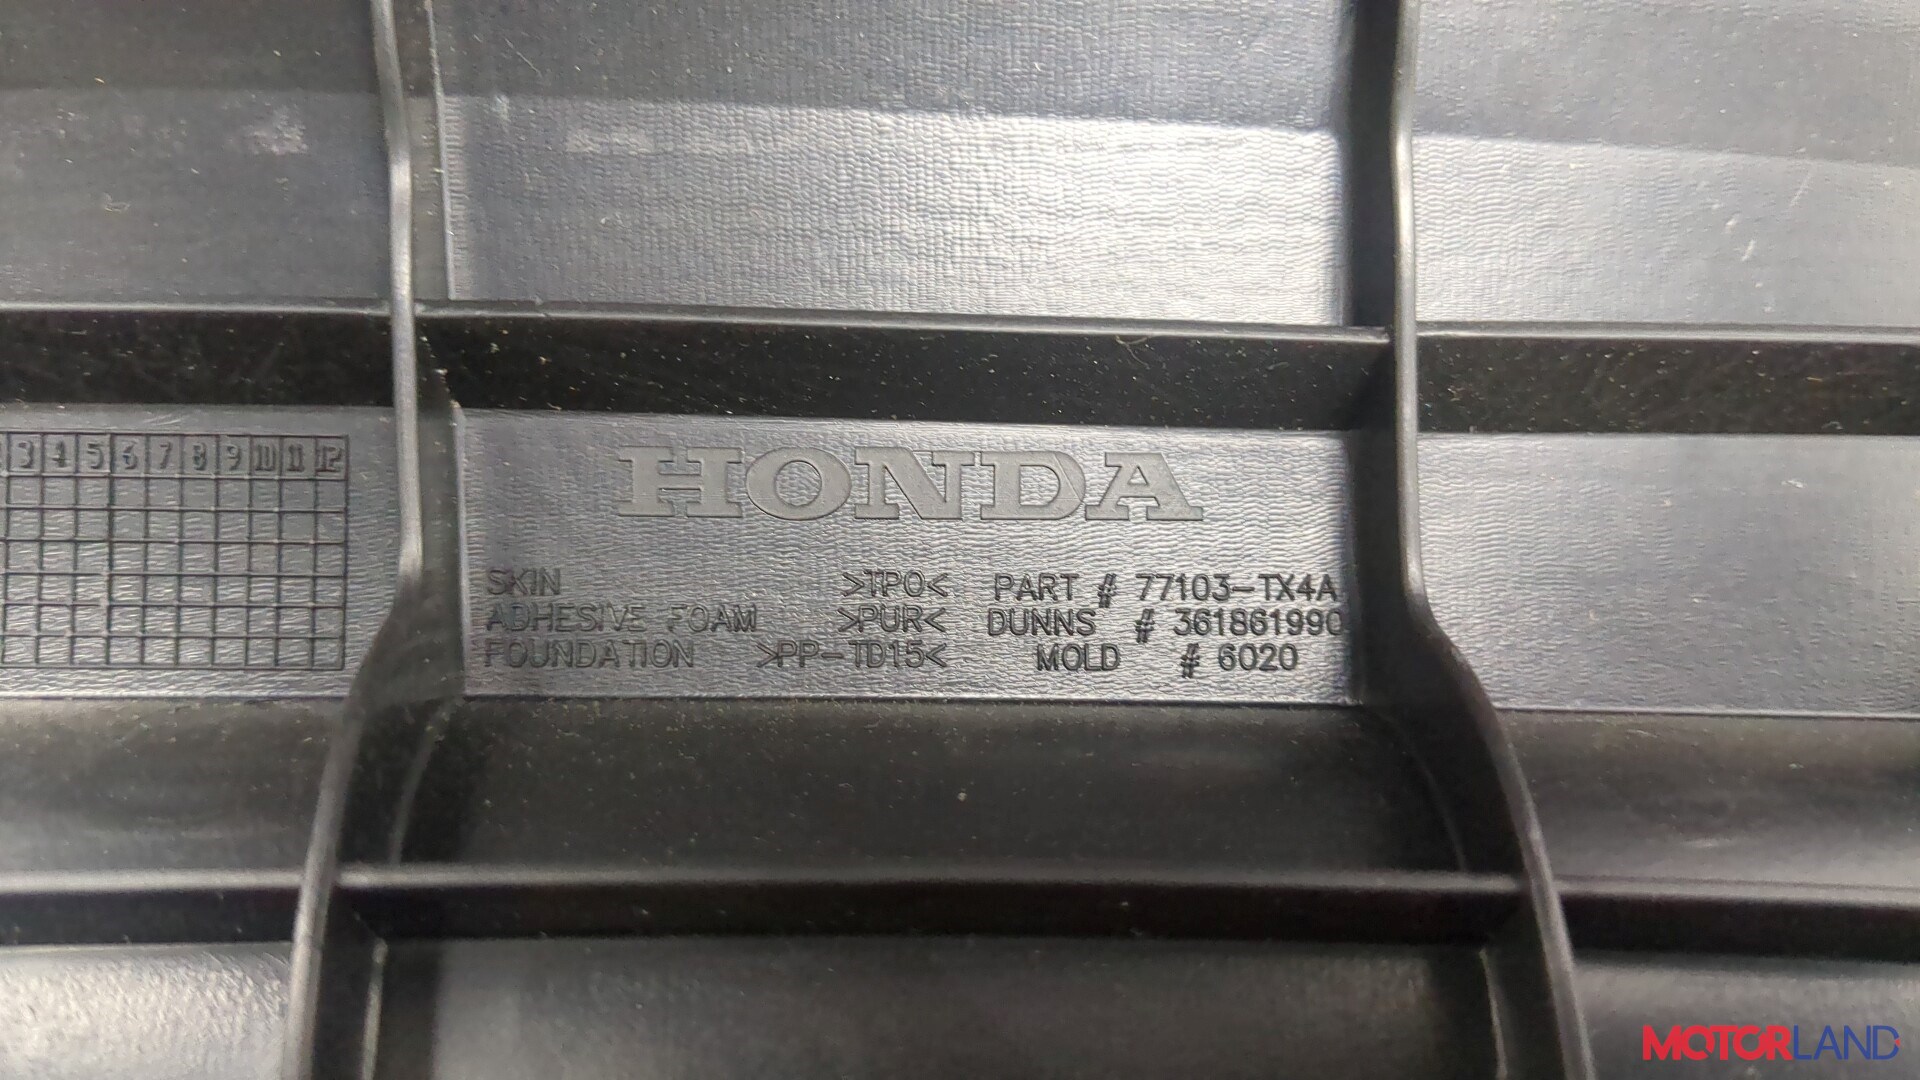 HONDA
3 4 5 6 7 8 9 10 11 12
SKIN >TPO< PART # 77103-TX4A
ADHESIVE FOAM >PUR< DUNNS # 361861990
FOUNDATION >PP-TD15< MOLD # 6020
MOTORLAND